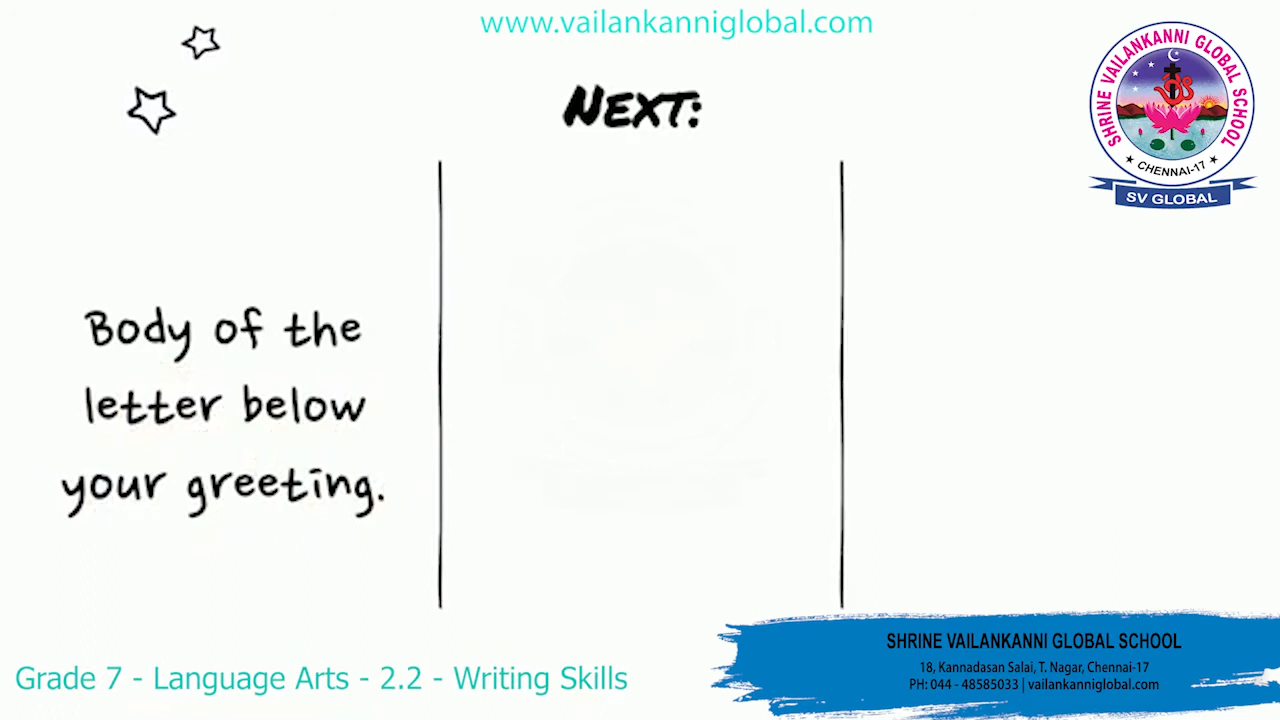 www.vailankanniglobal.com
NEXT:
SHRINE VAILANKANNI GLOBAL SCHOOL
★ CHENNAI-17 ★
SV GLOBAL
Body of the
letter below
your greeting.
SHRINE VAILANKANNI GLOBAL SCHOOL
18, Kannadasan Salai, T. Nagar, Chennai-17
PH: 044 - 48585033 | vailankanniglobal.com
Grade 7 - Language Arts - 2.2 - Writing Skills